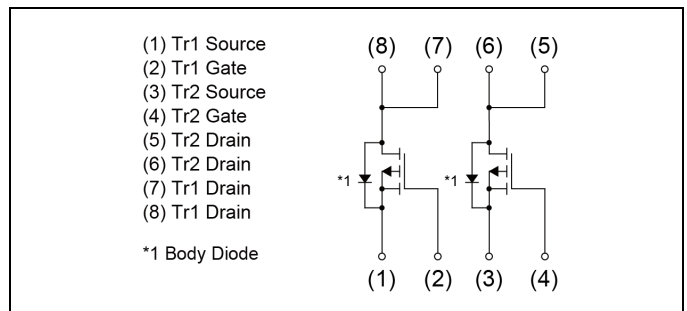 (1) Tr1 Source
(2) Tr1 Gate
(3) Tr2 Source
(4) Tr2 Gate
(5) Tr2 Drain
(6) Tr2 Drain
(7) Tr1 Drain
(8) Tr1 Drain
*1 Body Diode
(8) (7) (6) (5)
*1 *1
(1) (2) (3) (4)